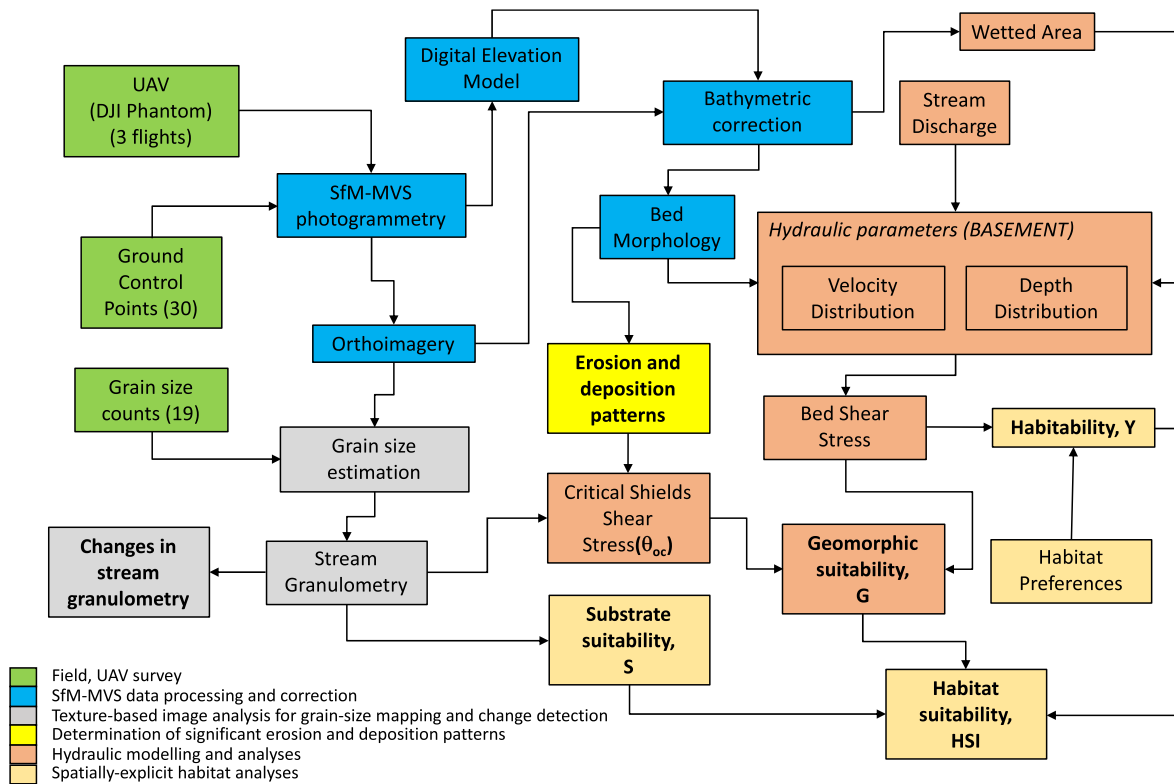 Digital Elevation
Model
Wetted Area
UAV
(DJI Phantom)
(3 flights)
Bathymetric
correction
Stream
Discharge
SfM-MVS
photogrammetry
Bed
Morphology
Hydraulic parameters (BASEMENT)
Velocity
Distribution
Depth
Distribution
Ground
Control
Points (30)
Orthoimagery
Erosion and
deposition
patterns
Grain size
counts (19)
Bed Shear
Stress
Habitability, Y
Grain size
estimation
Critical Shields
Shear
Stress(θoc)
Changes in
stream
granulometry
Stream
Granulometry
Geomorphic
suitability,
G
Habitat
Preferences
Substrate
suitability,
S
Habitat
suitability,
HSI
Field, UAV survey
SfM-MVS data processing and correction
Texture-based image analysis for grain-size mapping and change detection
Determination of significant erosion and deposition patterns
Hydraulic modelling and analyses
Spatially-explicit habitat analyses